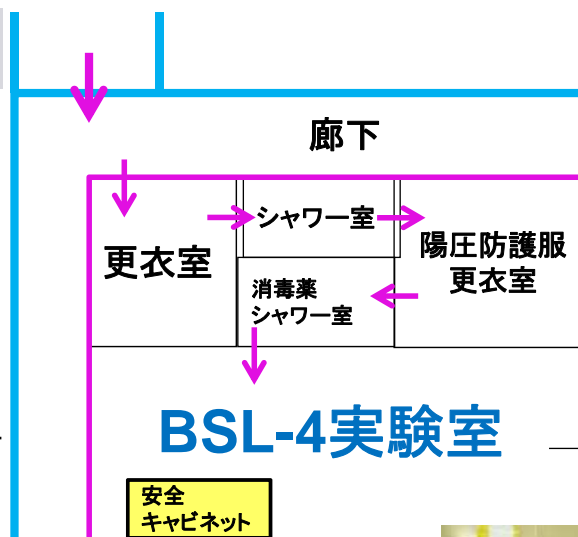 廊下
シャワー室
更衣室
陽圧防護服
更衣室
消毒薬
シャワー室
BSL-4実験室
安全
キャビネット